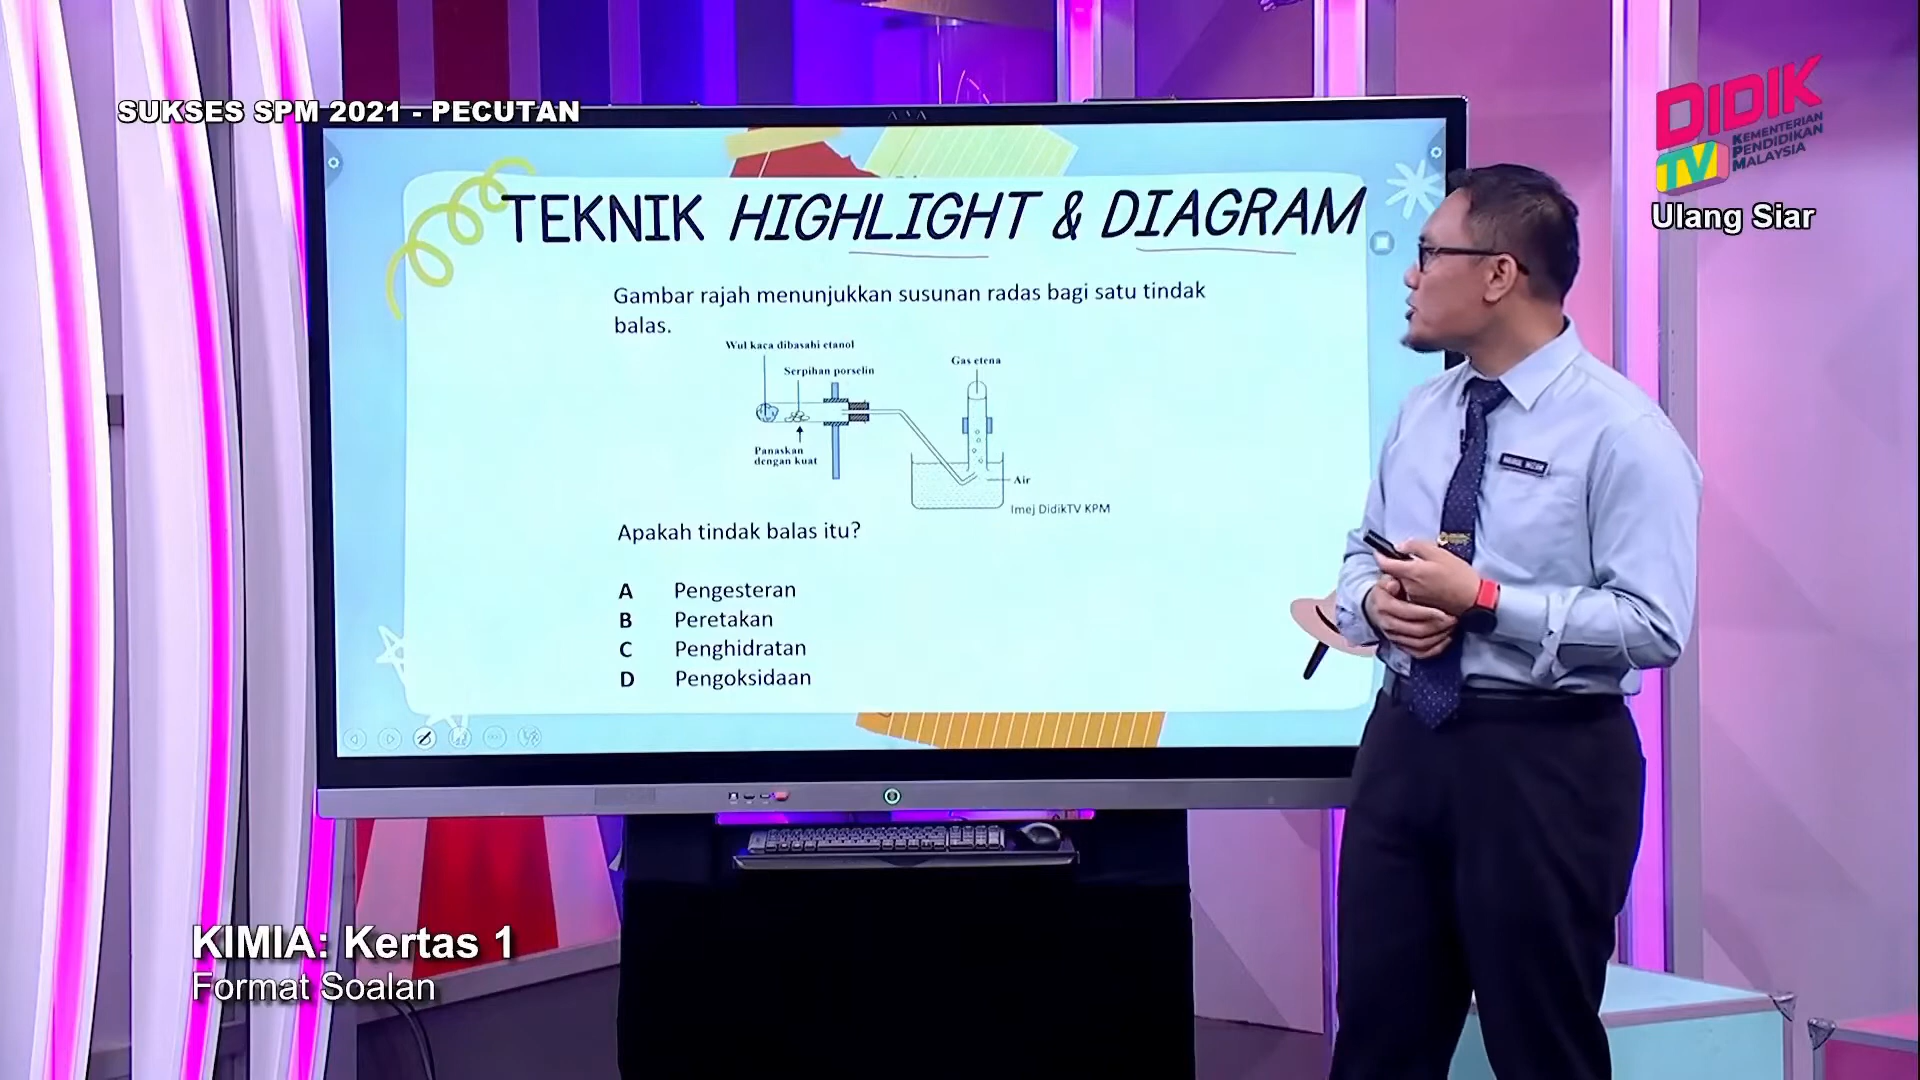 SUKSES SPM 2021 - PECUTAN
DIDIK
TV
KEMENTERIAN
PENDIDIKAN
MALAYSIA
Ulang Siar
TEKNIK HIGHLIGHT & DIAGRAM
Gambar rajah menunjukkan susunan radas bagi satu tindak
balas.
Wul kaca dibasahi etanol
Serpihan porselin
Gas etena
Panaskan
dengan kuat
Air
Imej DidikTV KPM
Apakah tindak balas itu?
A Pengesteran
B Peretakan
C Penghidratan
D Pengoksidaan
KIMIA: Kertas 1
Format Soalan